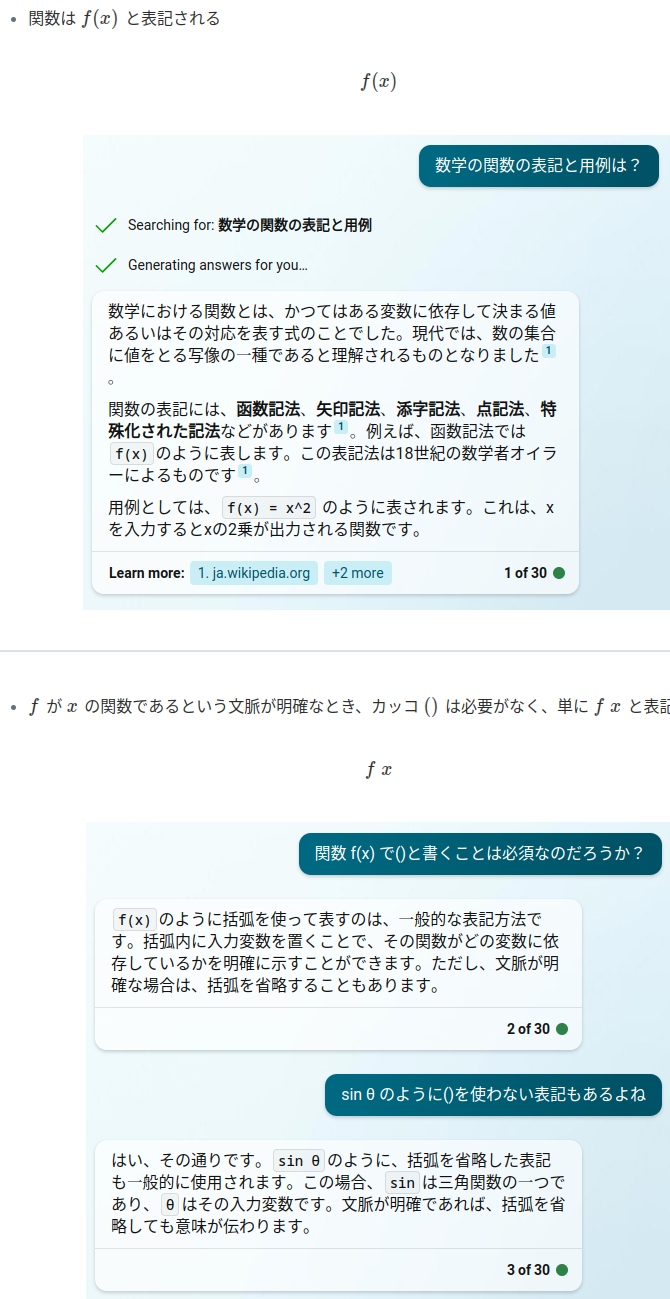 関数は f(x) と表記される
f(x)
数学の関数の表記と用例は？
Searching for: 数学の関数の表記と用例
Generating answers for you…
数学における関数とは、かつてはある変数に依存して決まる値
あるいはその対応を表す式のことでした。現代では、数の集合
に値をとる写像の一種であると理解されるものとなりました 1
。
関数の表記には、函数記法、矢印記法、添字記法、点記法、特
殊化された記法などがあります 1 。例えば、函数記法では
f(x) のように表します。この表記法は18世紀の数学者オイラ
ーによるものです 1 。
用例としては、 f(x) = x^2 のように表されます。これは、x
を入力するとxの2乗が出力される関数です。
Learn more: 1. ja.wikipedia.org +2 more 1 of 30
f が x の関数であるという文脈が明確なとき、カッコ () は必要がなく、単に f x と表記
f x
関数 f(x) で()と書くことは必須なのだろうか？
f(x) のように括弧を使って表すのは、一般的な表記方法で
す。括弧内に入力変数を置くことで、その関数がどの変数に依
存しているかを明確に示すことができます。ただし、文脈が明
確な場合は、括弧を省略することもあります。
2 of 30
sin θ のように()を使わない表記もあるよね
はい、その通りです。 sin θ のように、括弧を省略した表記
も一般的に使用されます。この場合、 sin は三角関数の一つで
あり、 θ はその入力変数です。文脈が明確であれば、括弧を省
略しても意味が伝わります。
3 of 30